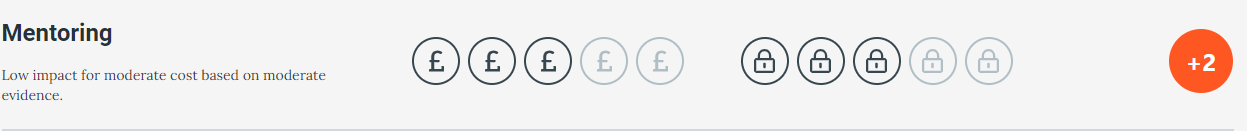 Mentoring
Low impact for moderate cost based on moderate
evidence.
£ £ £ £ £
+2